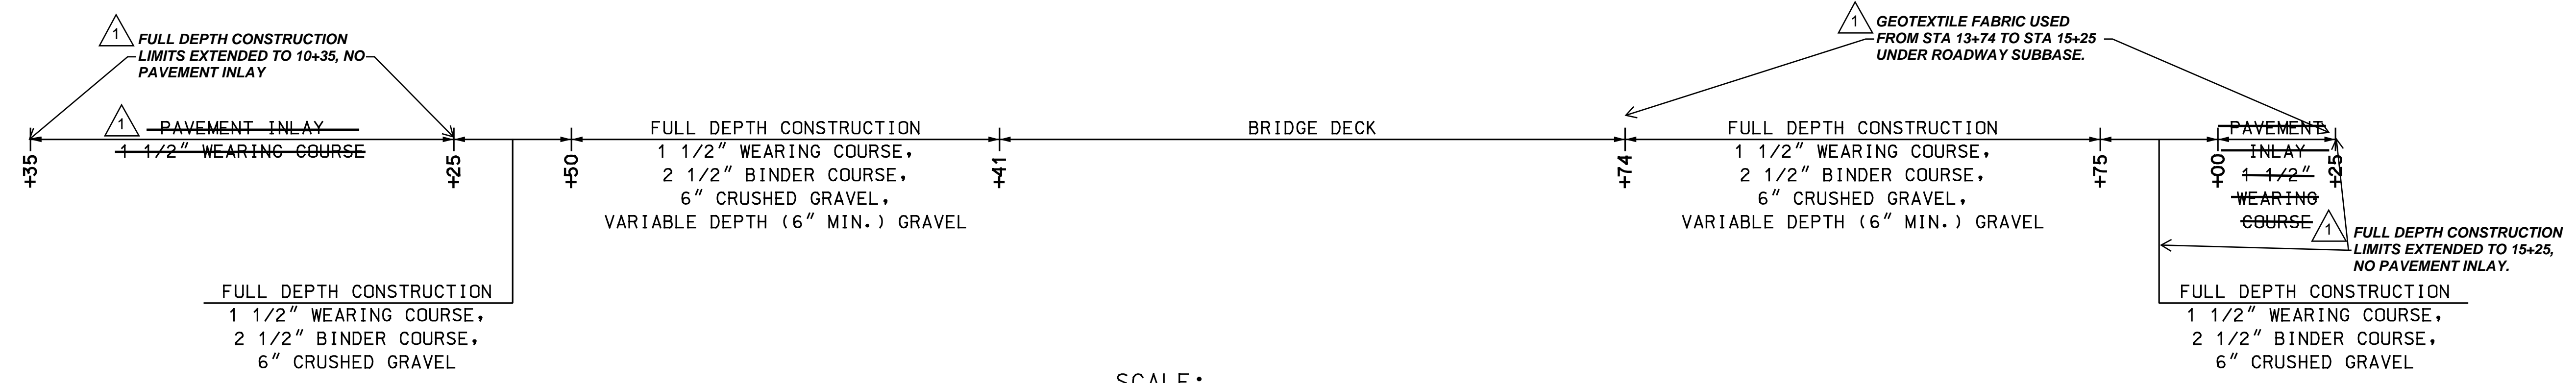 1 FULL DEPTH CONSTRUCTION
LIMITS EXTENDED TO 10+35, NO
PAVEMENT INLAY
1 GEOTEXTILE FABRIC USED
FROM STA 13+74 TO STA 15+25
UNDER ROADWAY SUBBASE.
1 PAVEMENT INLAY
1 1/2" WEARING COURSE
FULL DEPTH CONSTRUCTION
1 1/2" WEARING COURSE,
2 1/2" BINDER COURSE,
6" CRUSHED GRAVEL,
VARIABLE DEPTH (6" MIN.) GRAVEL
BRIDGE DECK
FULL DEPTH CONSTRUCTION
1 1/2" WEARING COURSE,
2 1/2" BINDER COURSE,
6" CRUSHED GRAVEL,
VARIABLE DEPTH (6" MIN.) GRAVEL
PAVEMENT
INLAY
1 1/2"
WEARING
COURSE
+35
+25
+50
+41
+74
+75
+00
+25
1 FULL DEPTH CONSTRUCTION
LIMITS EXTENDED TO 15+25,
NO PAVEMENT INLAY.
FULL DEPTH CONSTRUCTION
1 1/2" WEARING COURSE,
2 1/2" BINDER COURSE,
6" CRUSHED GRAVEL
FULL DEPTH CONSTRUCTION
1 1/2" WEARING COURSE,
2 1/2" BINDER COURSE,
6" CRUSHED GRAVEL
SCALE: